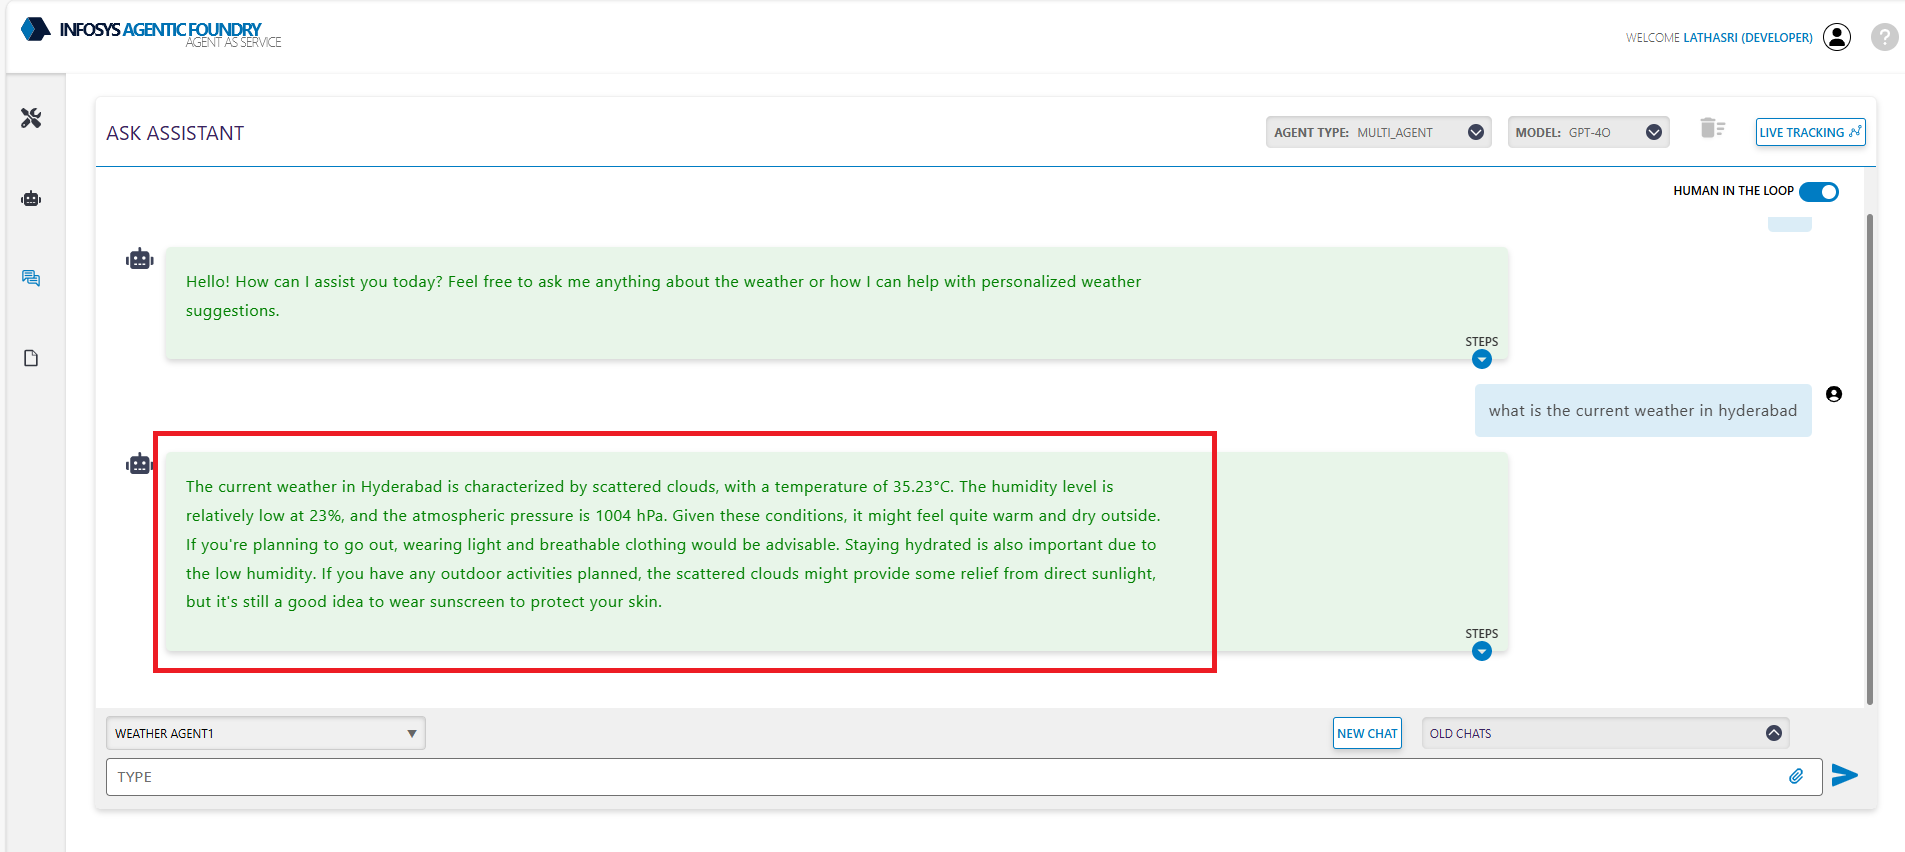 INFOSYS AGENTIC FOUNDRY
AGENT AS SERVICE
WELCOME LATHASRI (DEVELOPER)
?
ASK ASSISTANT
AGENT TYPE: MULTI_AGENT
MODEL: GPT-4O
LIVE TRACKING
HUMAN IN THE LOOP
Hello! How can I assist you today? Feel free to ask me anything about the weather or how I can help with personalized weather
suggestions.
STEPS
what is the current weather in hyderabad
The current weather in Hyderabad is characterized by scattered clouds, with a temperature of 35.23°C. The humidity level is
relatively low at 23%, and the atmospheric pressure is 1004 hPa. Given these conditions, it might feel quite warm and dry outside.
If you're planning to go out, wearing light and breathable clothing would be advisable. Staying hydrated is also important due to
the low humidity. If you have any outdoor activities planned, the scattered clouds might provide some relief from direct sunlight,
but it's still a good idea to wear sunscreen to protect your skin.
STEPS
WEATHER AGENT1
NEW CHAT
OLD CHATS
TYPE